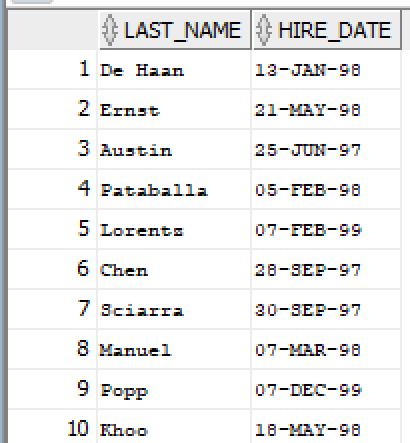 LAST_NAME HIRE_DATE
1 De Haan 13-JAN-98
2 Ernst 21-MAY-98
3 Austin 25-JUN-97
4 Pataballa 05-FEB-98
5 Lorentz 07-FEB-99
6 Chen 28-SEP-97
7 Sciarra 30-SEP-97
8 Manuel 07-MAR-98
9 Popp 07-DEC-99
10 Khoo 18-MAY-98